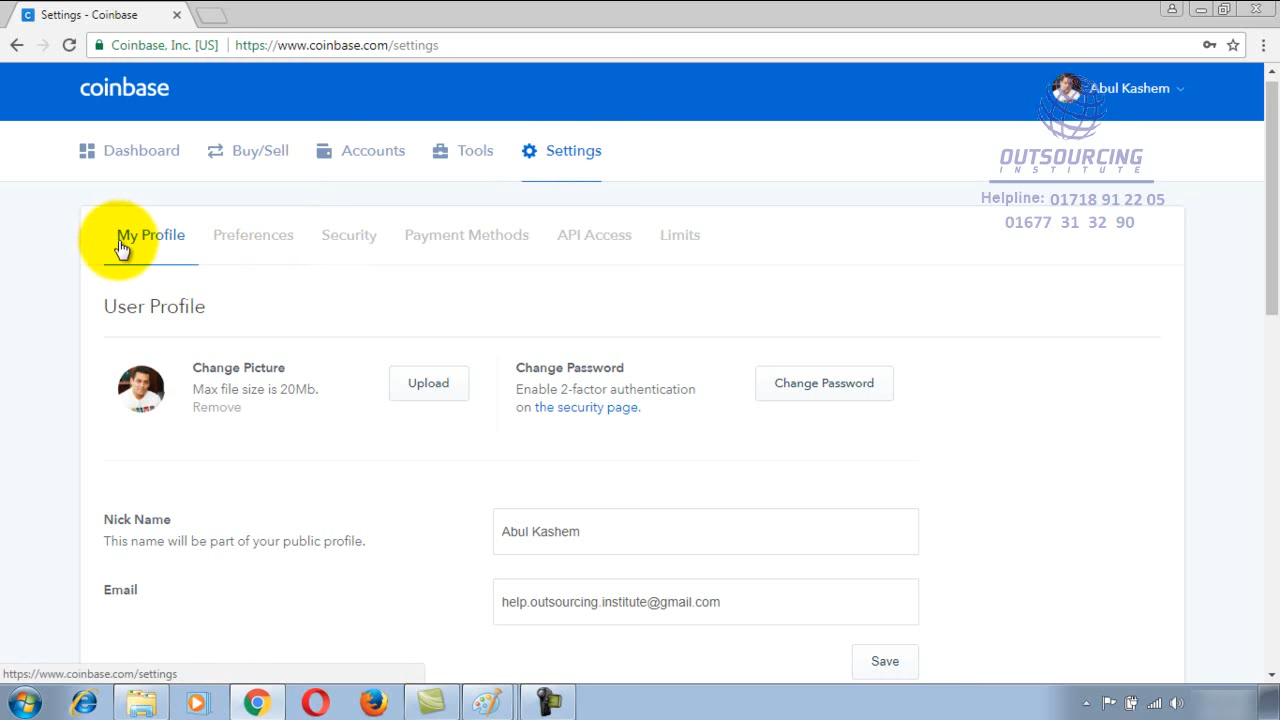 Settings - Coinbase
Coinbase, Inc. [US] https://www.coinbase.com/settings
coinbase
Abul Kashem
Dashboard Buy/Sell Accounts Tools Settings
OUTSOURCING
INSTITUTE
Helpline: 01718 91 22 05
01677 31 32 90
My Profile Preferences Security Payment Methods API Access Limits
User Profile
Change Picture
Max file size is 20Mb.
Remove
Upload
Change Password
Enable 2-factor authentication
on the security page.
Change Password
Nick Name
This name will be part of your public profile.
Abul Kashem
Email
help.outsourcing.institute@gmail.com
Save
https://www.coinbase.com/settings